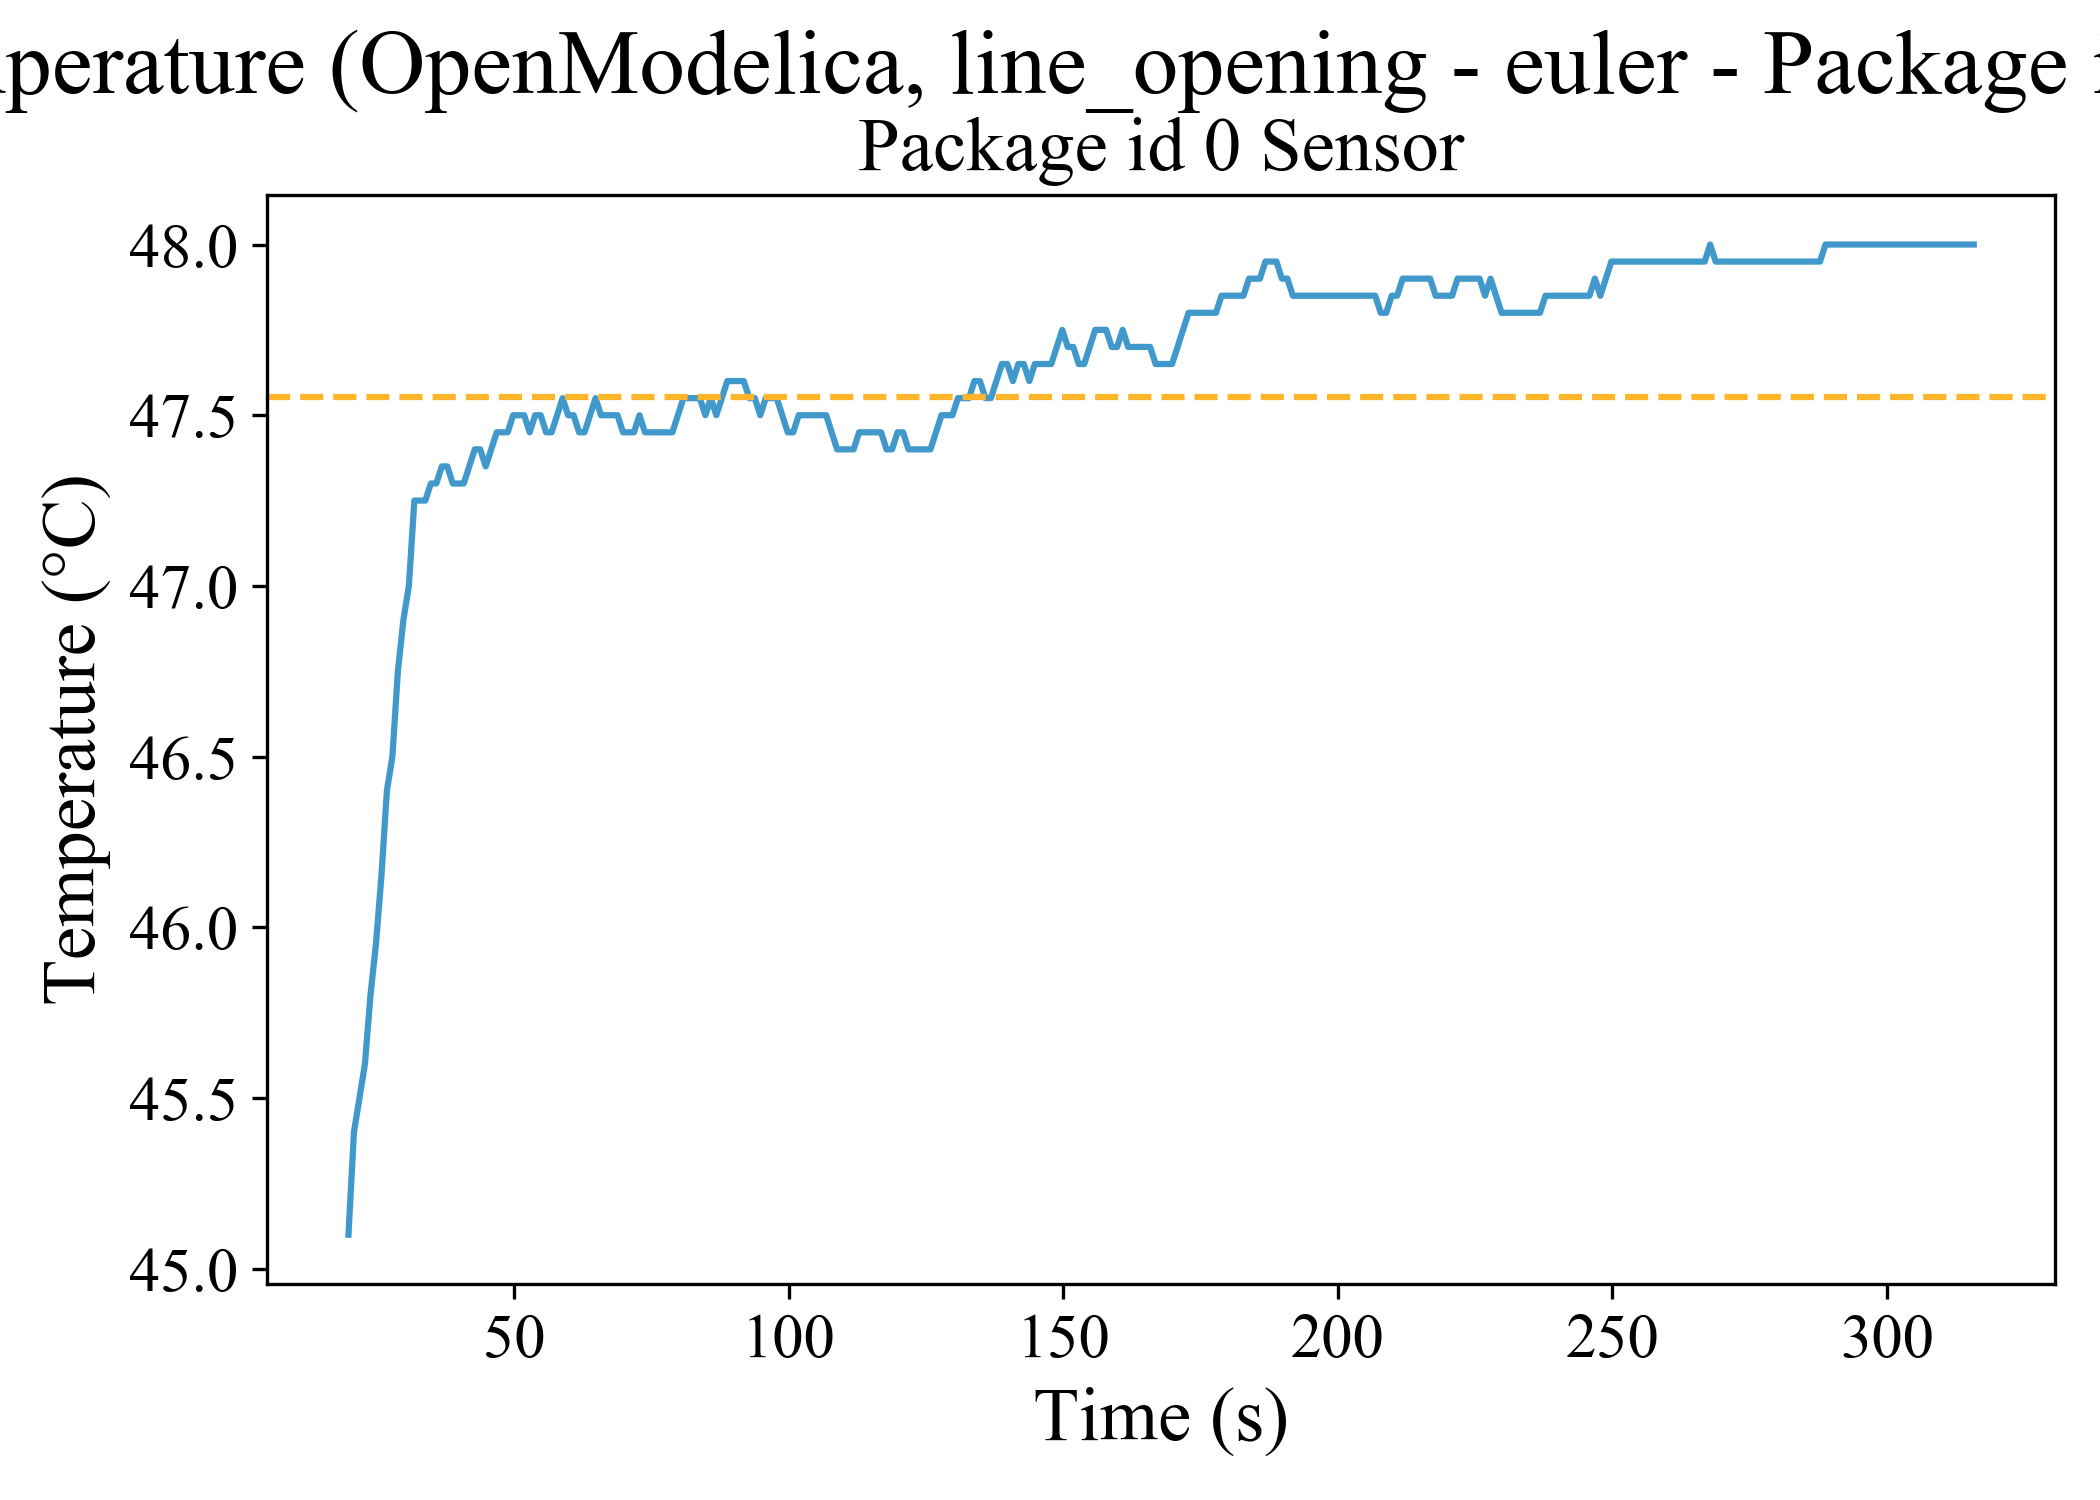 perature (OpenModelica, line_opening - euler - Package
Package id 0 Sensor
Temperature (°C)
48.0
47.5
47.0
46.5
46.0
45.5
45.0
50 100 150 200 250 300
Time (s)